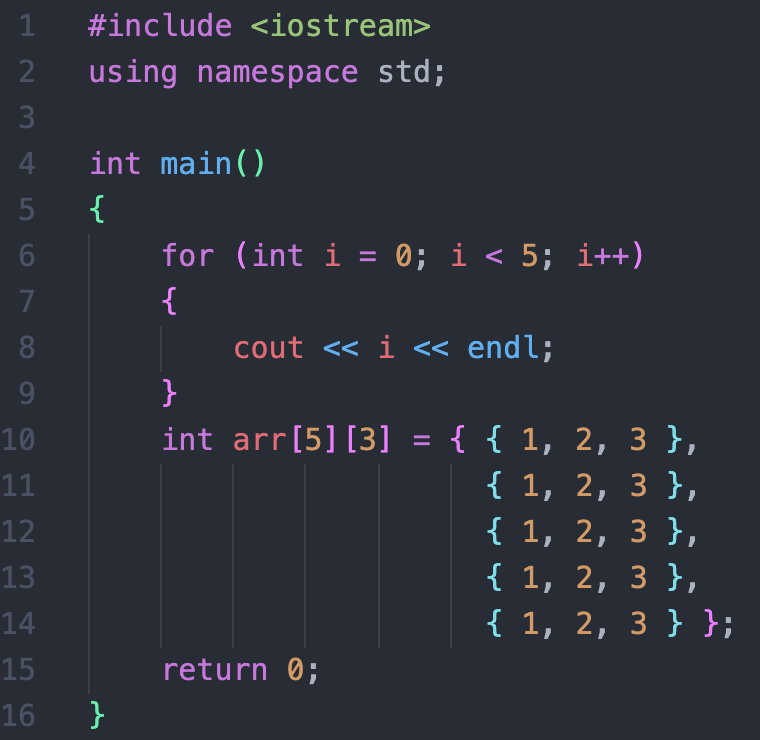 1 #include <iostream>
2 using namespace std;
3
4 int main()
5 {
6     for (int i = 0; i < 5; i++)
7     {
8         cout << i << endl;
9     }
10     int arr[5][3] = { { 1, 2, 3 },
11                       { 1, 2, 3 },
12                       { 1, 2, 3 },
13                       { 1, 2, 3 },
14                       { 1, 2, 3 } };
15     return 0;
16 }